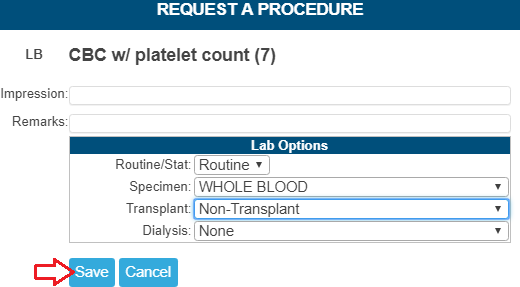 REQUEST A PROCEDURE
LB CBC w/ platelet count (7)
Impression:
Remarks:
Lab Options
Routine/Stat: Routine
Specimen: WHOLE BLOOD
Transplant: Non-Transplant
Dialysis: None
Save Cancel